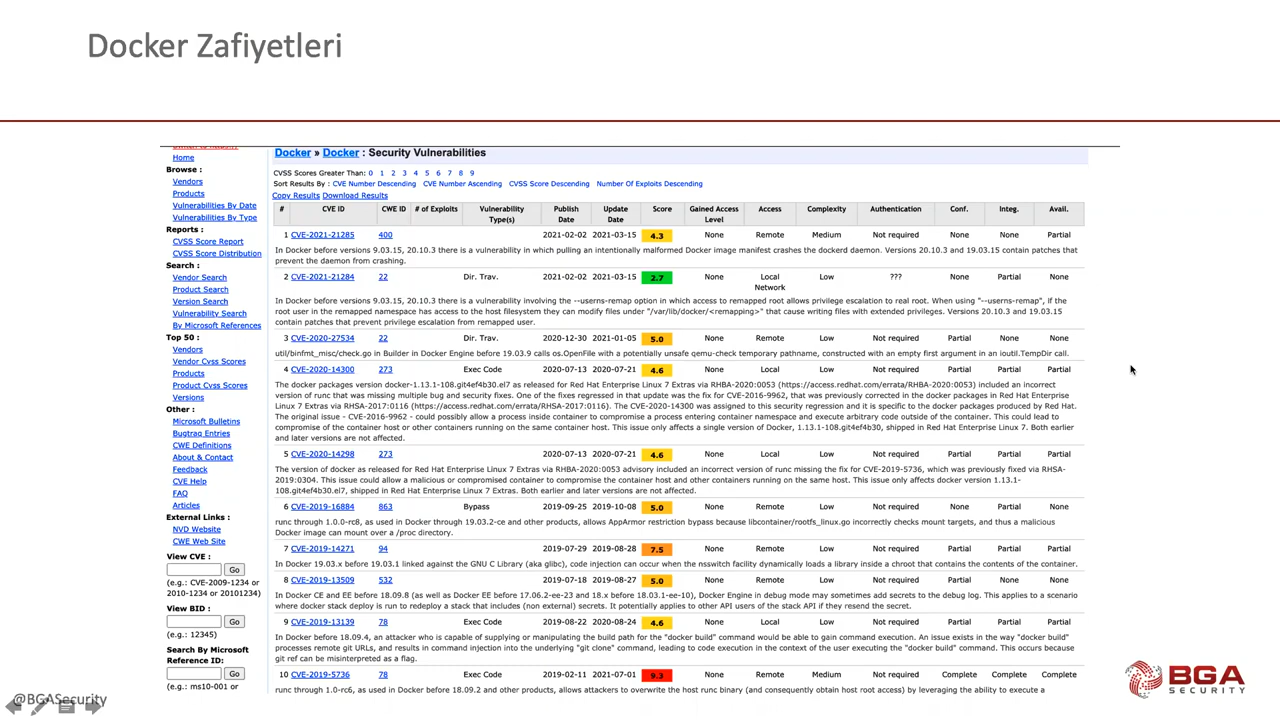 Docker Zafiyetleri
Home
Browse :
Vendors
Products
Vulnerabilities By Date
Vulnerabilities By Type
Reports :
CVSS Score Report
CVSS Score Distribution
Search :
Vendor Search
Product Search
Version Search
Vulnerability Search
By Microsoft References
Top 50 :
Vendors
Vendor Cvss Scores
Products
Product Cvss Scores
Versions
Other :
Microsoft Bulletins
Bugtraq Entries
CWE Definitions
About & Contact
Feedback
CVE Help
FAQ
Articles
External Links :
NVD Website
CWE Web Site
View CVE :
Go
(e.g.: CVE-2009-1234 or
2010-1234 or 20101234)
View BID :
Go
(e.g.: 12345)
Search By Microsoft
Reference ID:
Go
(e.g.: ms10-001 or
Docker » Docker : Security Vulnerabilities
CVSS Scores Greater Than: 0 1 2 3 4 5 6 7 8 9
Sort Results By : CVE Number Descending CVE Number Ascending CVSS Score Descending Number Of Exploits Descending
Copy Results Download Results
# CVE ID CWE ID # of Exploits Vulnerability Type(s) Publish Date Update Date Score Gained Access Level Access Complexity Authentication Conf. Integ. Avail.
1 CVE-2021-21285 400 2021-02-02 2021-03-15 4.3 None Remote Medium Not required None None Partial
In Docker before versions 9.03.15, 20.10.3 there is a vulnerability in which pulling an intentionally malformed Docker image manifest crashes the dockerd daemon. Versions 20.10.3 and 19.03.15 contain patches that
prevent the daemon from crashing.
2 CVE-2021-21284 22 Dir. Trav. 2021-02-02 2021-03-15 2.7 None Local Network Low ??? None Partial None
In Docker before versions 9.03.15, 20.10.3 there is a vulnerability involving the --userns-remap option in which access to remapped root allows privilege escalation to real root. When using "--userns-remap", if the
root user in the remapped namespace has access to the host filesystem they can modify files under "/var/lib/docker/<remapping>" that cause writing files with extended privileges. Versions 20.10.3 and 19.03.15
contain patches that prevent privilege escalation from remapped user.
3 CVE-2020-27534 22 Dir. Trav. 2020-12-30 2021-01-05 5.0 None Remote Low Not required Partial None None
util/binfmt_misc/check.go in Builder in Docker Engine before 19.03.9 calls os.OpenFile with a potentially unsafe qemu-check temporary pathname, constructed with an empty first argument in an ioutil.TempDir call.
4 CVE-2020-14300 273 Exec Code 2020-07-13 2020-07-21 4.6 None Local Low Not required Partial Partial Partial
The docker packages version docker-1.13.1-108.git4ef4b30.el7 as released for Red Hat Enterprise Linux 7 Extras via RHBA-2020:0053 (https://access.redhat.com/errata/RHBA-2020:0053) included an incorrect
version of runc that was missing multiple bug and security fixes. One of the fixes regressed in that update was the fix for CVE-2016-9962, that was previously corrected in the docker packages in Red Hat
Enterprise Linux 7 Extras via RHSA-2017:0116 (https://access.redhat.com/errata/RHSA-2017:0116). The CVE-2020-14300 was assigned to this security regression and it is specific to the docker packages produced by Red Hat.
The original issue - CVE-2016-9962 - could possibly allow a process inside container to compromise a process entering container namespace and execute arbitrary code outside of the container. This could lead to
compromise of the container host or other containers running on the same container host. This issue only affects a single version of Docker, 1.13.1-108.git4ef4b30, shipped in Red Hat Enterprise Linux 7. Both earlier
and later versions are not affected.
5 CVE-2020-14298 273 2020-07-13 2020-07-21 4.6 None Local Low Not required Partial Partial Partial
The version of docker as released for Red Hat Enterprise Linux 7 Extras via RHBA-2020:0053 advisory included an incorrect version of runc missing the fix for CVE-2019-5736, which was previously fixed via RHSA-
2019:0304. This issue could allow a malicious or compromised container to compromise the container host and other containers running on the same host. This issue only affects docker version 1.13.1-
108.git4ef4b30.el7, shipped in Red Hat Enterprise Linux 7 Extras. Both earlier and later versions are not affected.
6 CVE-2019-16884 863 Bypass 2019-09-25 2019-10-08 5.0 None Remote Low Not required None Partial None
runc through 1.0.0-rc8, as used in Docker through 19.03.2-ce and other products, allows AppArmor restriction bypass because libcontainer/rootfs_linux.go incorrectly checks mount targets, and thus a malicious
Docker image can mount over a /proc directory.
7 CVE-2019-14271 94 2019-07-29 2019-08-28 7.5 None Remote Low Not required Partial Partial Partial
In Docker 19.03.x before 19.03.1 linked against the GNU C Library (aka glibc), code injection can occur when the nsswitch facility dynamically loads a library inside a chroot that contains the contents of the container.
8 CVE-2019-13509 532 2019-07-18 2019-08-27 5.0 None Remote Low Not required Partial None None
In Docker CE and EE before 18.09.8 (as well as Docker EE before 17.06.2-ee-23 and 18.x before 18.03.1-ee-10), Docker Engine in debug mode may sometimes add secrets to the debug log. This applies to a scenario
where docker stack deploy is run to redeploy a stack that includes (non external) secrets. It potentially applies to other API users of the stack API if they resend the secret.
9 CVE-2019-13139 78 Exec Code 2019-08-22 2020-08-24 4.6 None Local Low Not required Partial Partial Partial
In Docker before 18.09.4, an attacker who is capable of supplying or manipulating the build path for the "docker build" command would be able to gain command execution. An issue exists in the way "docker build"
processes remote git URLs, and results in command injection into the underlying "git clone" command, leading to code execution in the context of the user executing the "docker build" command. This occurs because
git ref can be misinterpreted as a flag.
10 CVE-2019-5736 78 Exec Code 2019-02-11 2021-07-01 9.3 None Remote Medium Not required Complete Complete Complete
runc through 1.0-rc6, as used in Docker before 18.09.2 and other products, allows attackers to overwrite the host runc binary (and consequently obtain host root access) by leveraging the ability to execute a
@BGASecurity
BGA
SECURITY